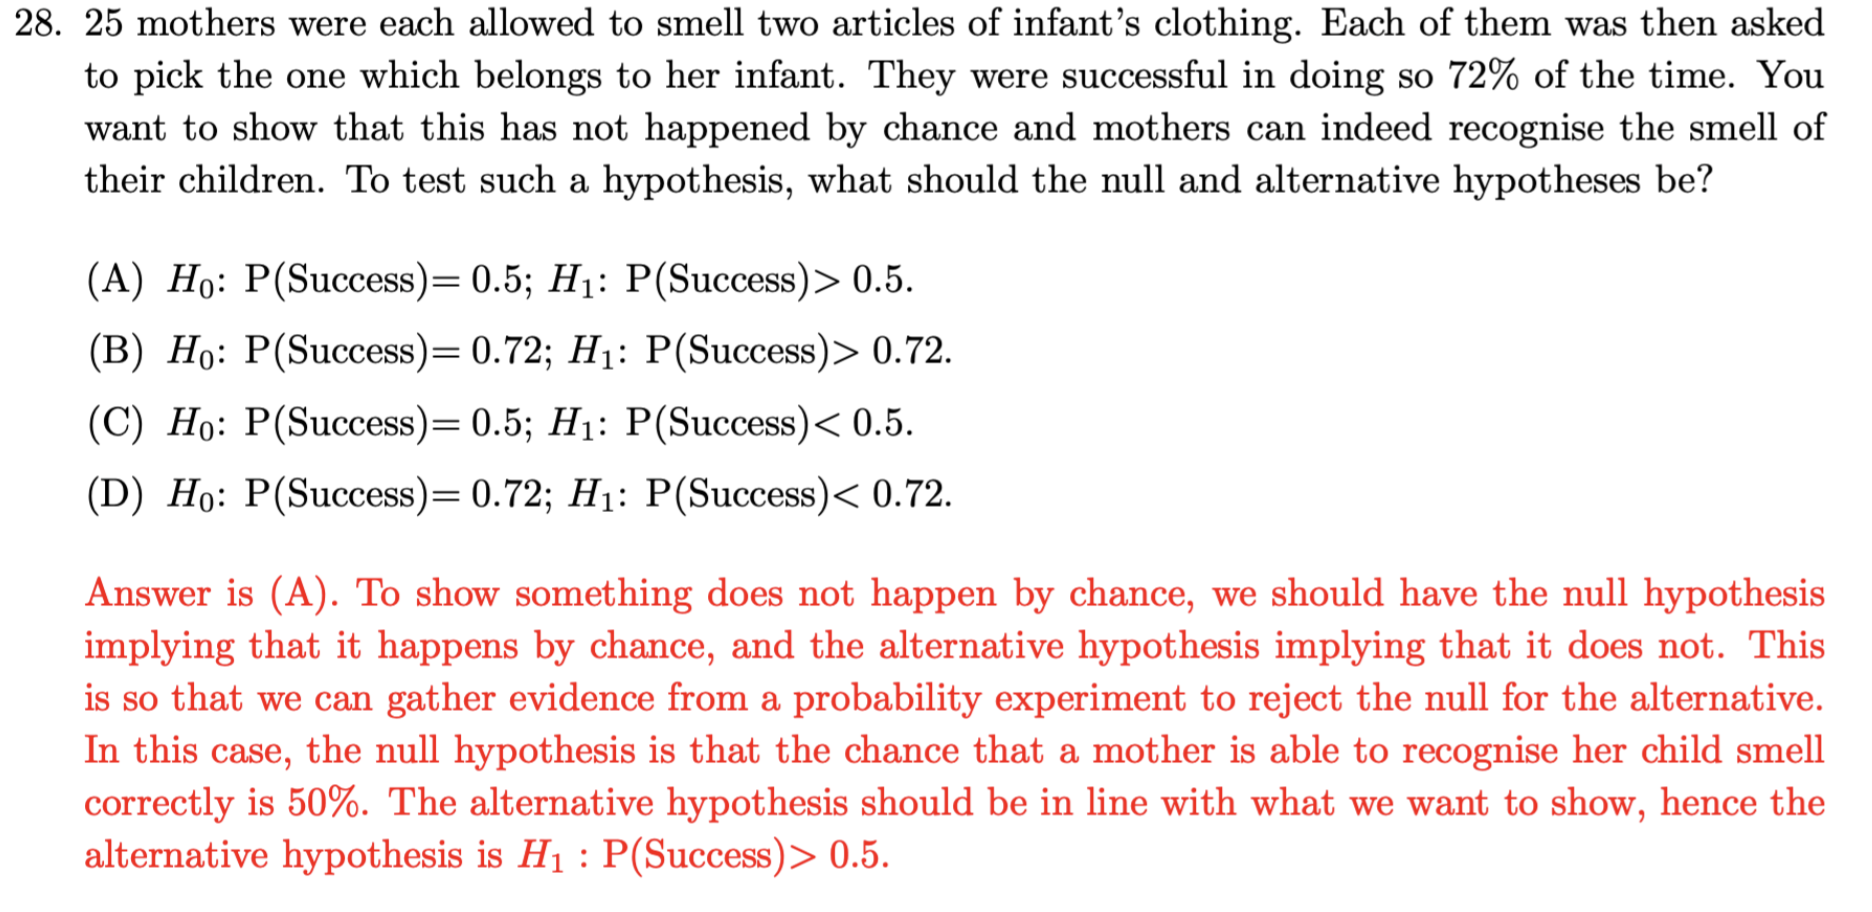 28. 25 mothers were each allowed to smell two articles of infant’s clothing. Each of them was then asked
to pick the one which belongs to her infant. They were successful in doing so 72% of the time. You
want to show that this has not happened by chance and mothers can indeed recognise the smell of
their children. To test such a hypothesis, what should the null and alternative hypotheses be?
(A) H₀: P(Success)= 0.5; H₁: P(Success)> 0.5.
(B) H₀: P(Success)= 0.72; H₁: P(Success)> 0.72.
(C) H₀: P(Success)= 0.5; H₁: P(Success)< 0.5.
(D) H₀: P(Success)= 0.72; H₁: P(Success)< 0.72.
Answer is (A). To show something does not happen by chance, we should have the null hypothesis
implying that it happens by chance, and the alternative hypothesis implying that it does not. This
is so that we can gather evidence from a probability experiment to reject the null for the alternative.
In this case, the null hypothesis is that the chance that a mother is able to recognise her child smell
correctly is 50%. The alternative hypothesis should be in line with what we want to show, hence the
alternative hypothesis is H₁ : P(Success)> 0.5.